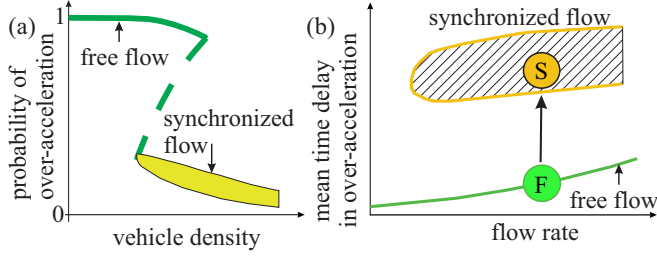 (a)
1
free flow
synchronized
flow
0
probability of
over-acceleration
vehicle density
(b)
synchronized flow
S
F
free flow
mean time delay
in over-acceleration
flow rate